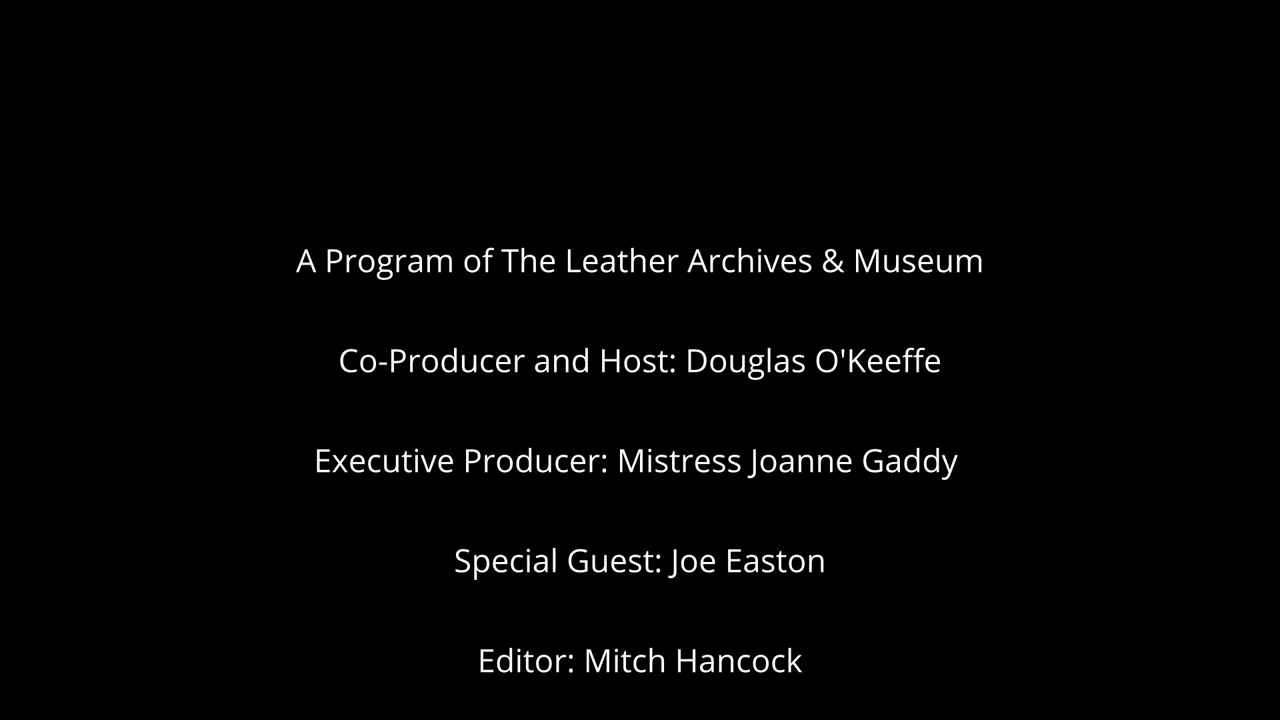 A Program of The Leather Archives & Museum
Co-Producer and Host: Douglas O'Keeffe
Executive Producer: Mistress Joanne Gaddy
Special Guest: Joe Easton
Editor: Mitch Hancock